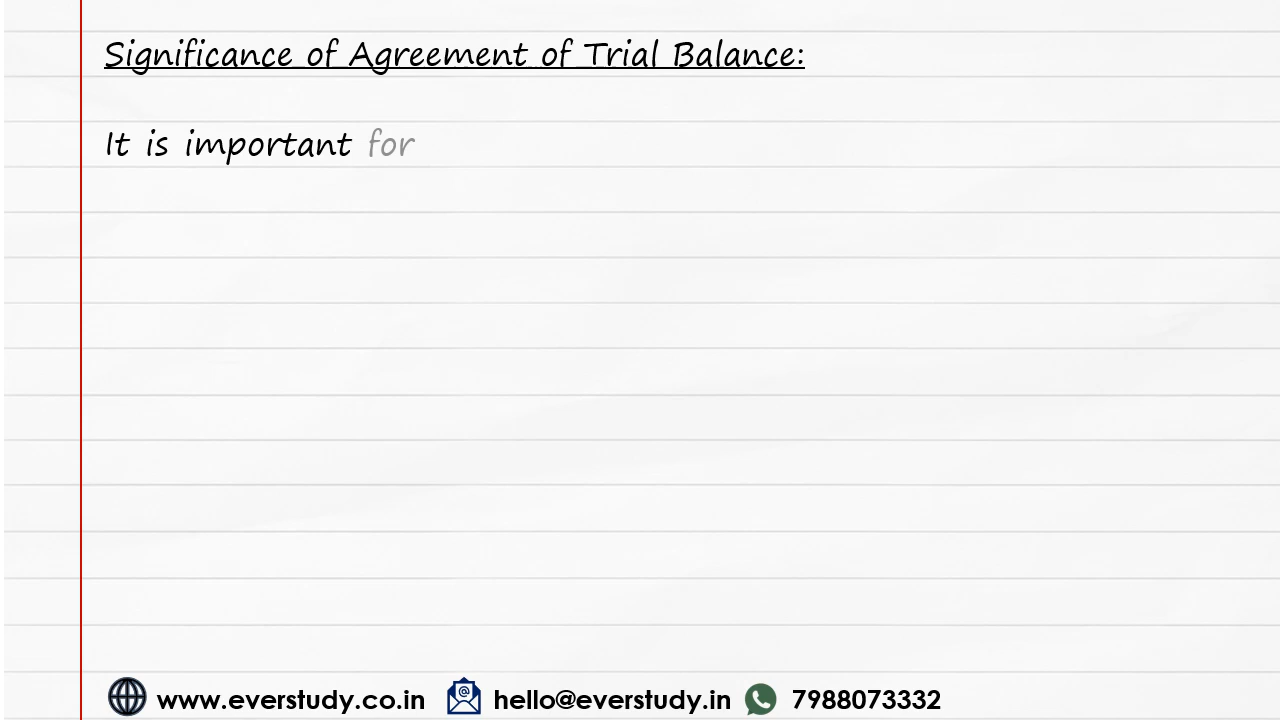 Significance of Agreement of Trial Balance:
It is important for
www.everstudy.co.in hello@everstudy.in 7988073332